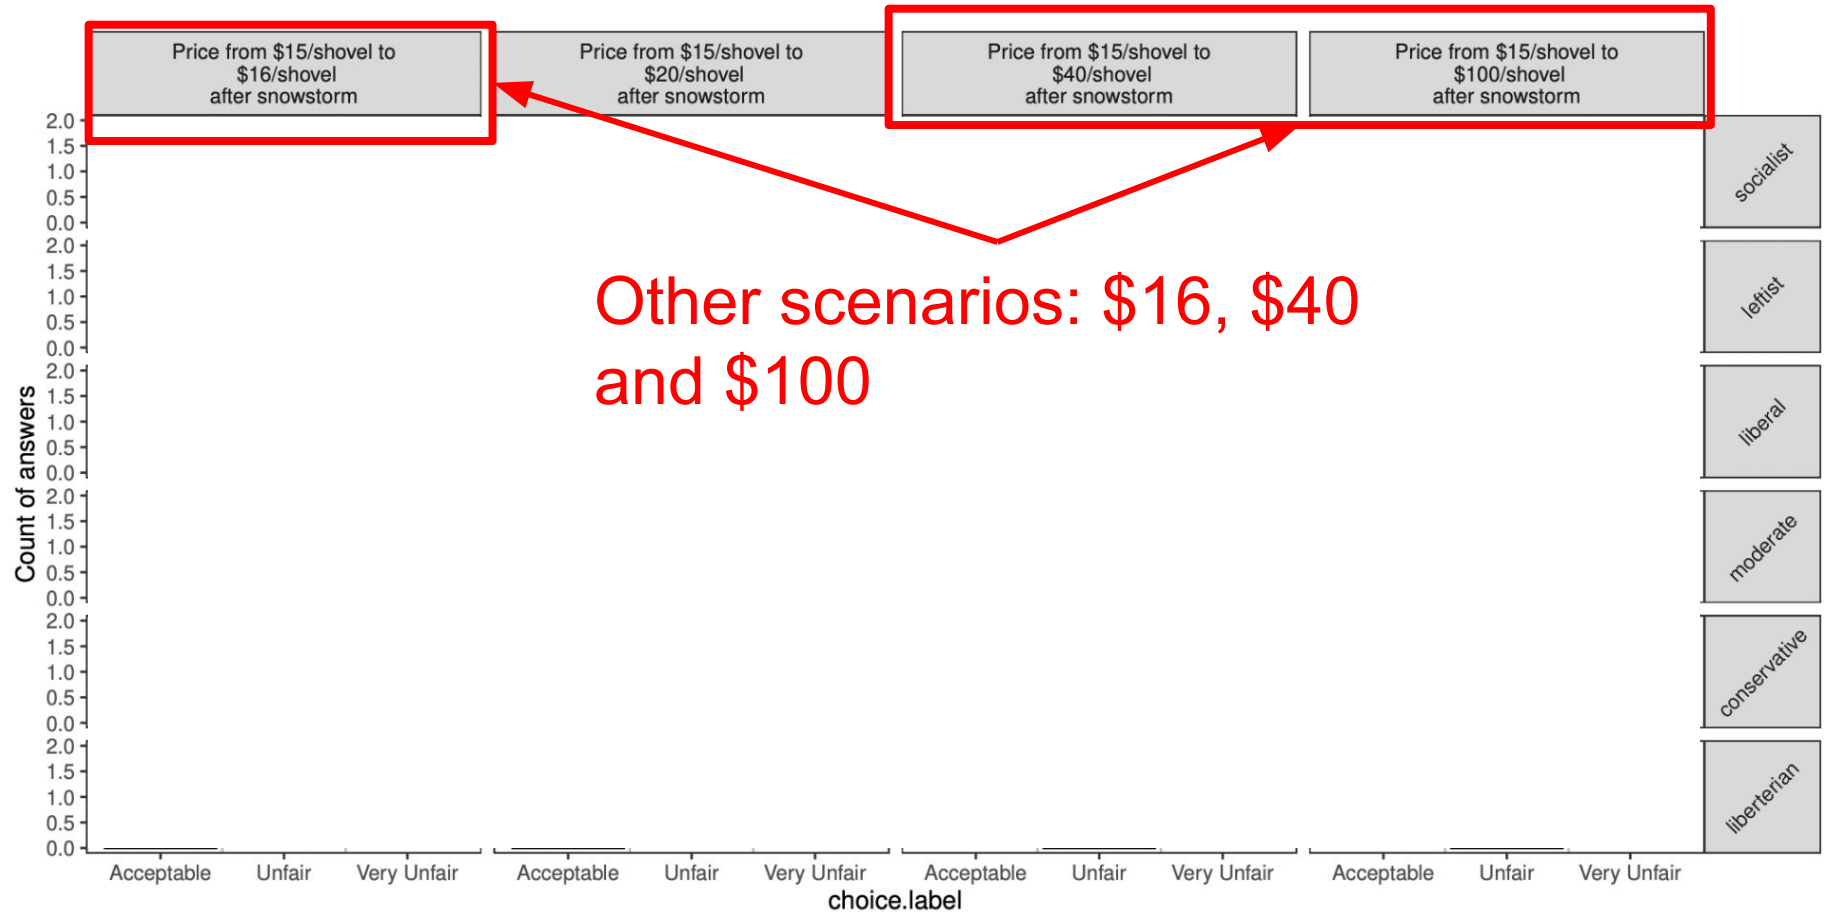 Price from $15/shovel to
$16/shovel
after snowstorm
Price from $15/shovel to
$20/shovel
after snowstorm
Price from $15/shovel to
$40/shovel
after snowstorm
Price from $15/shovel to
$100/shovel
after snowstorm
Other scenarios: $16, $40
and $100
Count of answers
2.0
1.5
1.0
0.5
0.0
socialist
2.0
1.5
1.0
0.5
0.0
leftist
2.0
1.5
1.0
0.5
0.0
liberal
2.0
1.5
1.0
0.5
0.0
moderate
2.0
1.5
1.0
0.5
0.0
conservative
2.0
1.5
1.0
0.5
0.0
liberterian
Acceptable Unfair Very Unfair Acceptable Unfair Very Unfair Acceptable Unfair Very Unfair Acceptable Unfair Very Unfair
choice.label